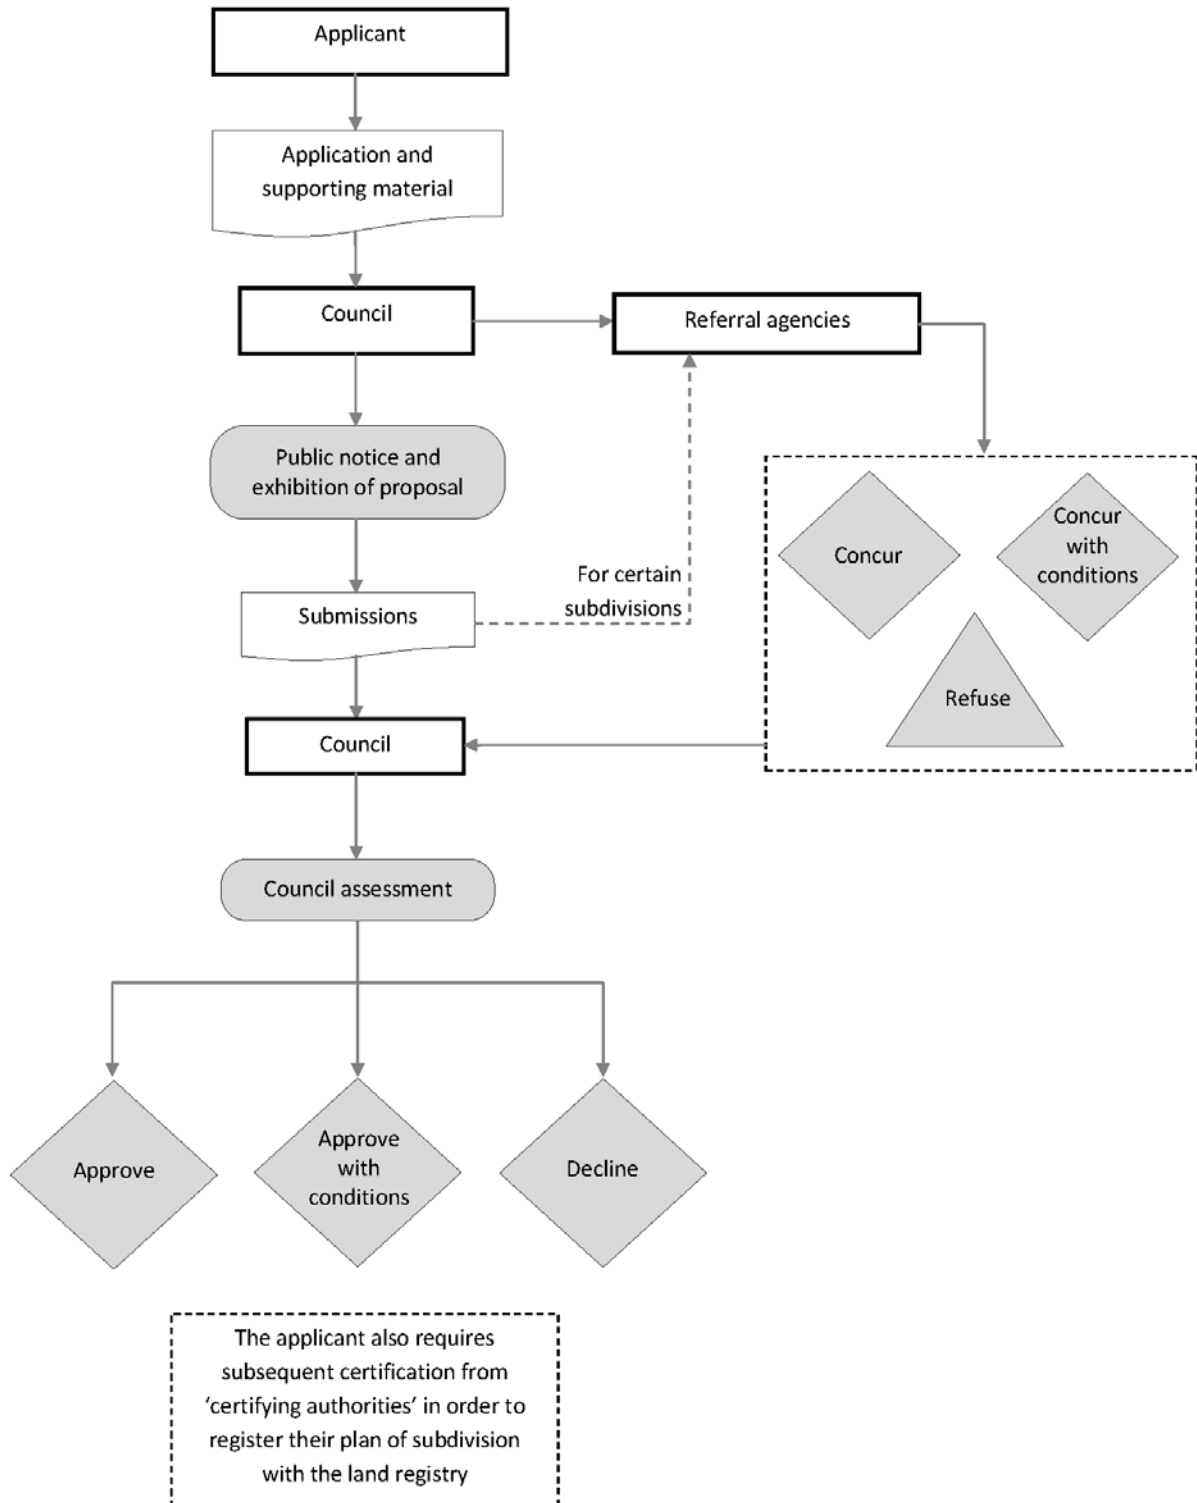 Applicant
Application and
supporting material
Council
Referral agencies
Public notice and
exhibition of proposal
Concur
Concur
with
conditions
For certain
subdivisions
Submissions
Refuse
Council
Council assessment
Approve
Approve
with
conditions
Decline
The applicant also requires
subsequent certification from
‘certifying authorities’ in order to
register their plan of subdivision
with the land registry